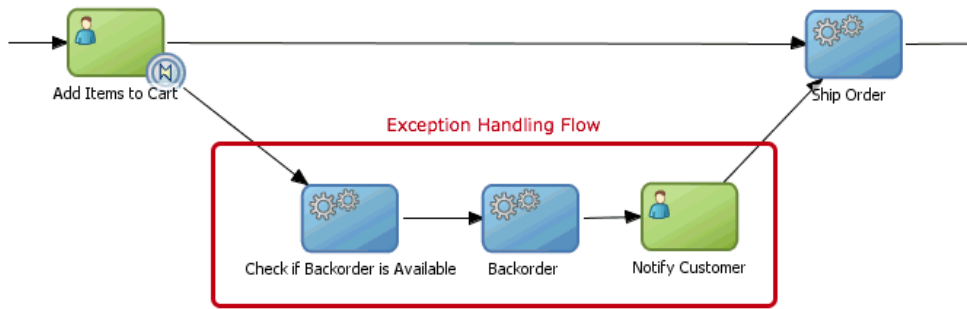 Add Items to Cart
Ship Order
Exception Handling Flow
Check if Backorder is Available
Backorder
Notify Customer